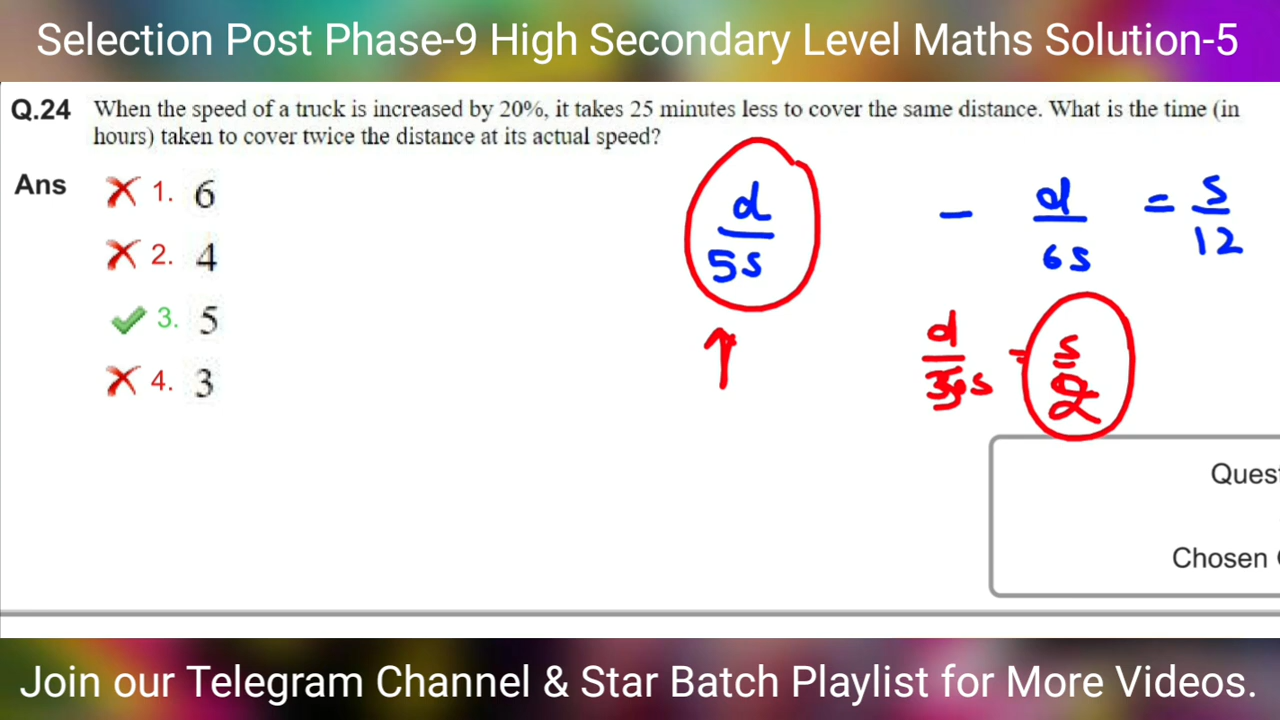 Selection Post Phase-9 High Secondary Level Maths Solution-5
Q.24 When the speed of a truck is increased by 20%, it takes 25 minutes less to cover the same distance. What is the time (in
hours) taken to cover twice the distance at its actual speed?
Ans 1. 6
2. 4
3. 5
4. 3
d/5s - d/6s = 5/12
d/s = 5/2
Ques
Chosen
Join our Telegram Channel & Star Batch Playlist for More Videos.